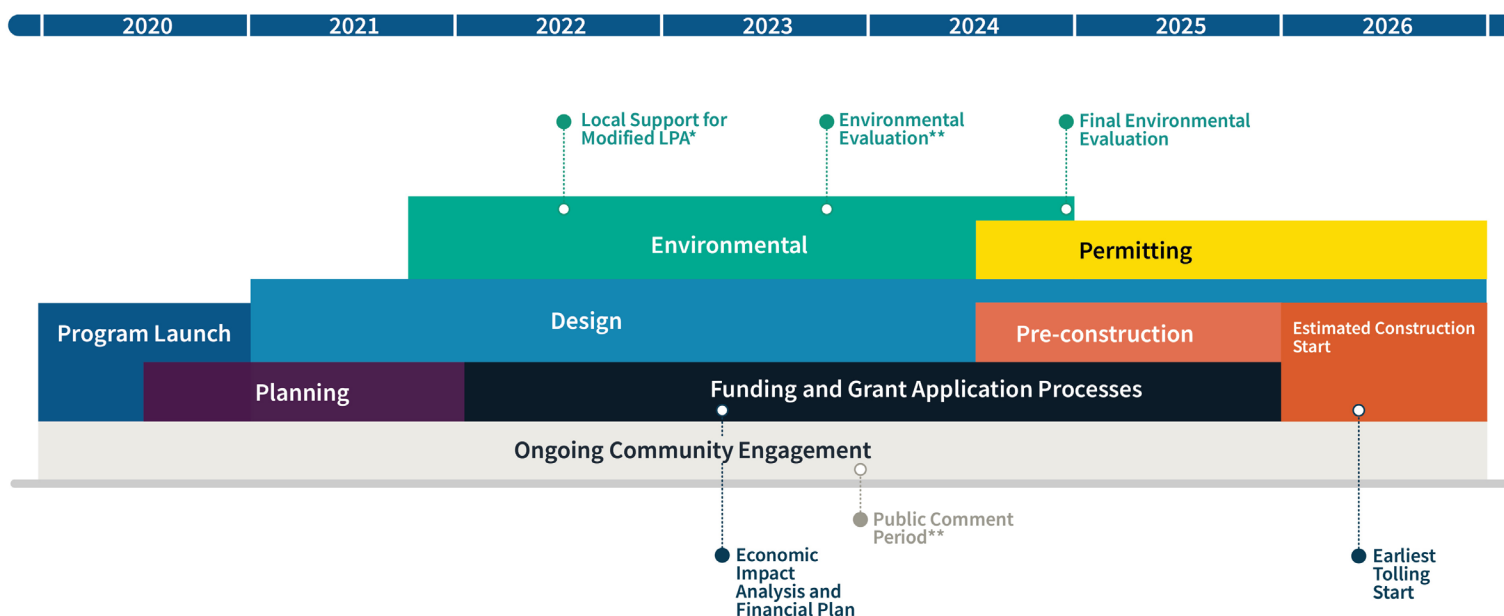 2020 2021 2022 2023 2024 2025 2026
Local Support for
Modified LPA*
Environmental
Evaluation**
Final Environmental
Evaluation
Environmental
Permitting
Design
Program Launch
Pre-construction
Estimated Construction
Start
Planning
Funding and Grant Application Processes
Ongoing Community Engagement
Public Comment
Period**
Economic
Impact
Analysis and
Financial Plan
Earliest
Tolling
Start